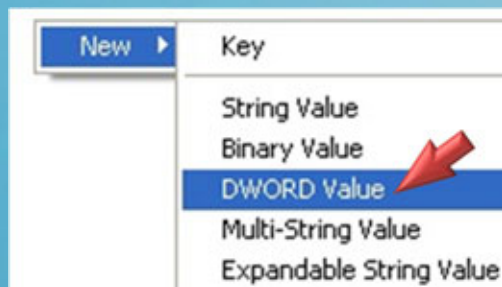 New
Key
String Value
Binary Value
DWORD Value
Multi-String Value
Expandable String Value